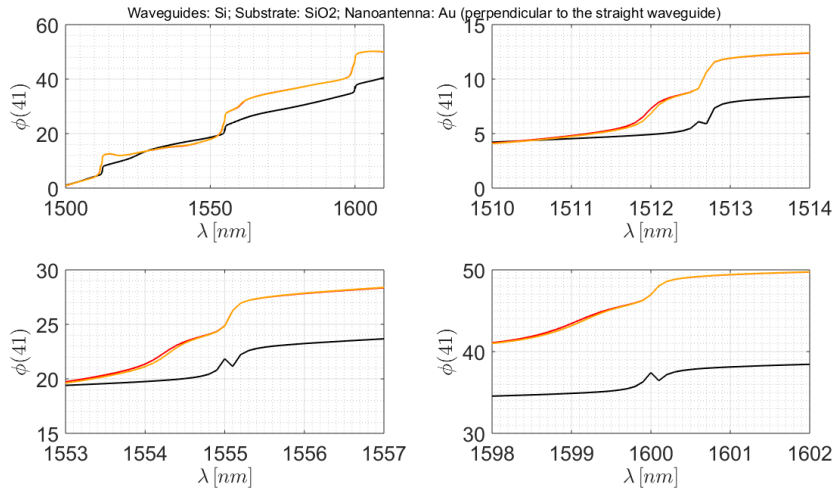 Waveguides: Si; Substrate: SiO2; Nanoantenna: Au (perpendicular to the straight waveguide)
60
40
20
0
ϕ(41)
1500 1550 1600
λ [nm]
15
10
5
0
ϕ(41)
1510 1511 1512 1513 1514
λ [nm]
30
25
20
15
ϕ(41)
1553 1554 1555 1556 1557
λ [nm]
50
40
30
ϕ(41)
1598 1599 1600 1601 1602
λ [nm]